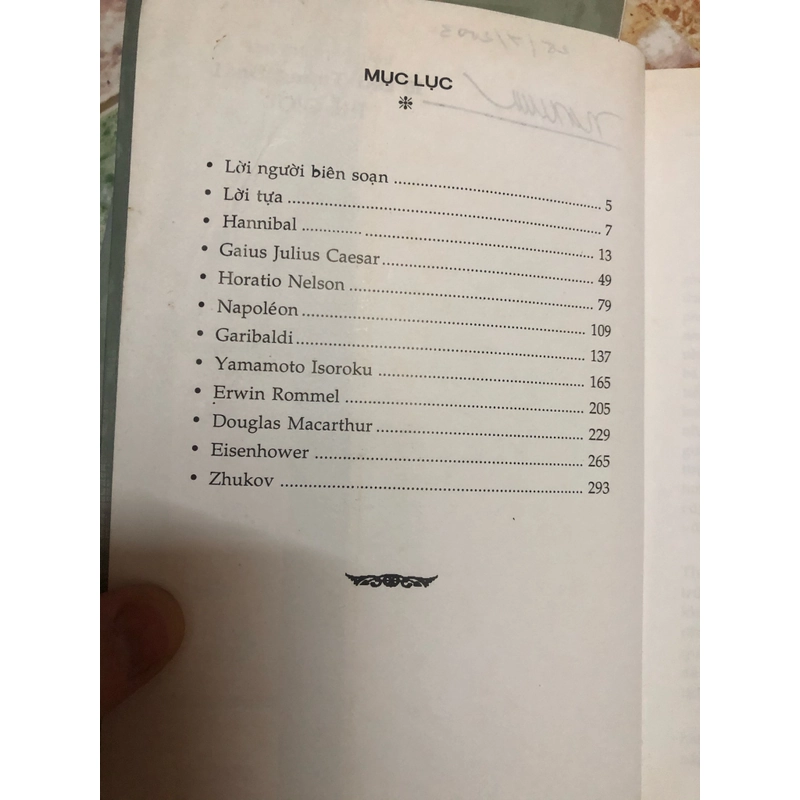 MỤC LỤC
• Lời người biên soạn ........ 5
• Lời tựa ........ 7
• Hannibal ........ 13
• Gaius Julius Caesar ........ 49
• Horatio Nelson ........ 79
• Napoléon ........ 109
• Garibaldi ........ 137
• Yamamoto Isoroku ........ 165
• Erwin Rommel ........ 205
• Douglas Macarthur ........ 229
• Eisenhower ........ 265
• Zhukov ........ 293